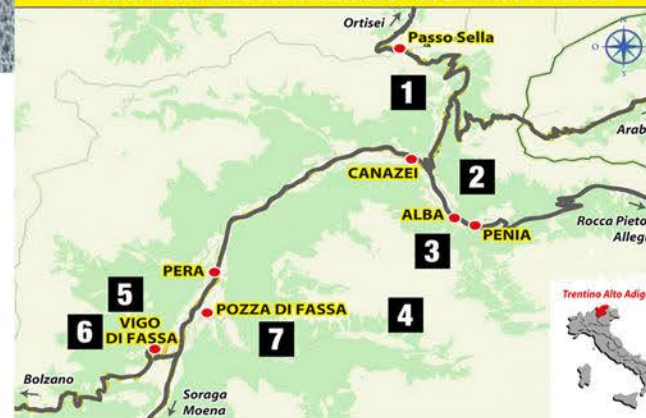 Ortisei
Passo Sella
N
O
E
S
1
Arab
CANAZEI
2
ALBA
PENIA
Rocca Pieto
Alleg
3
PERA
5
POZZA DI FASSA
4
6
VIGO
DI FASSA
7
Trentino Alto Adig
Bolzano
Soraga
Moena